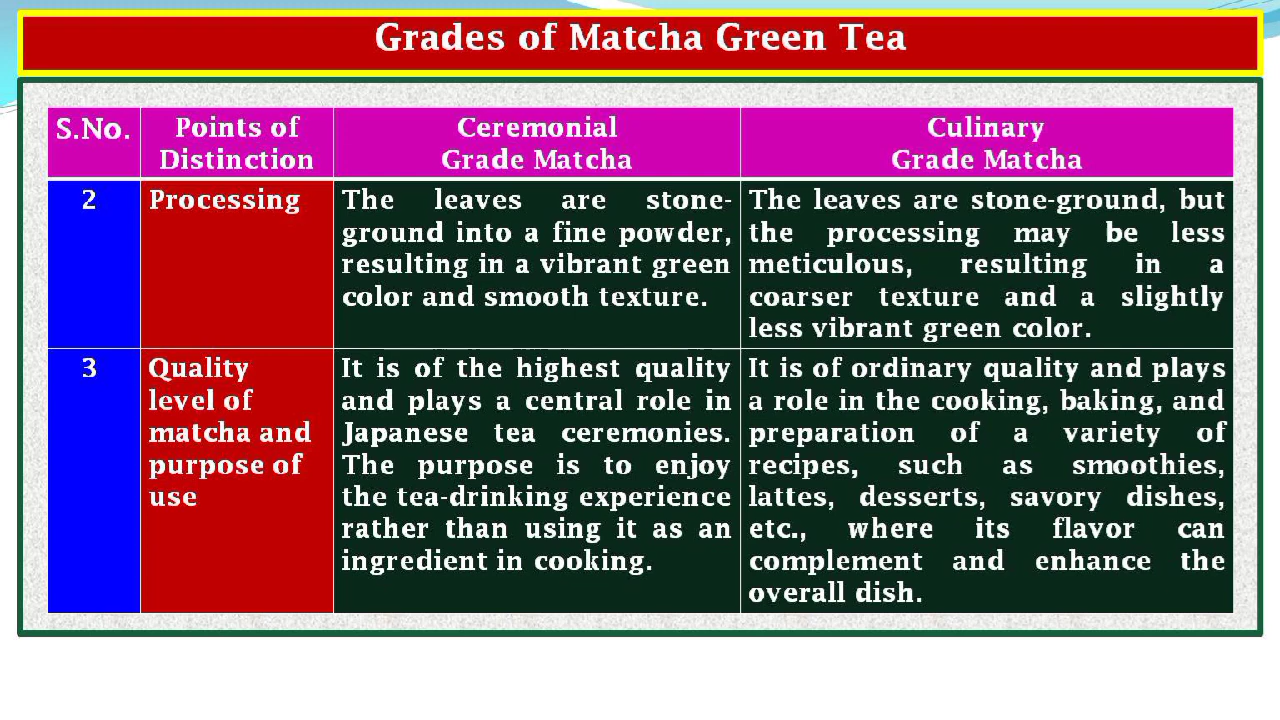 Grades of Matcha Green Tea
S.No.
Points of
Distinction
Ceremonial
Grade Matcha
Culinary
Grade Matcha
2
Processing
The leaves are stone-
ground into a fine powder,
resulting in a vibrant green
color and smooth texture.
The leaves are stone-ground, but
the processing may be less
meticulous, resulting in a
coarser texture and a slightly
less vibrant green color.
3
Quality
level of
matcha and
purpose of
use
It is of the highest quality
and plays a central role in
Japanese tea ceremonies.
The purpose is to enjoy
the tea-drinking experience
rather than using it as an
ingredient in cooking.
It is of ordinary quality and plays
a role in the cooking, baking, and
preparation of a variety of
recipes, such as smoothies,
lattes, desserts, savory dishes,
etc., where its flavor can
complement and enhance the
overall dish.